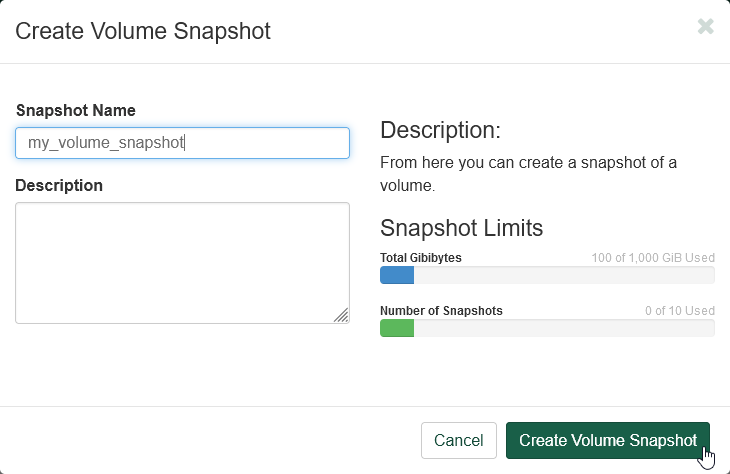 Create Volume Snapshot
Snapshot Name
my_volume_snapshot
Description
Description:
From here you can create a snapshot of a
volume.
Snapshot Limits
Total Gibibytes 100 of 1,000 GiB Used
Number of Snapshots 0 of 10 Used
Cancel Create Volume Snapshot